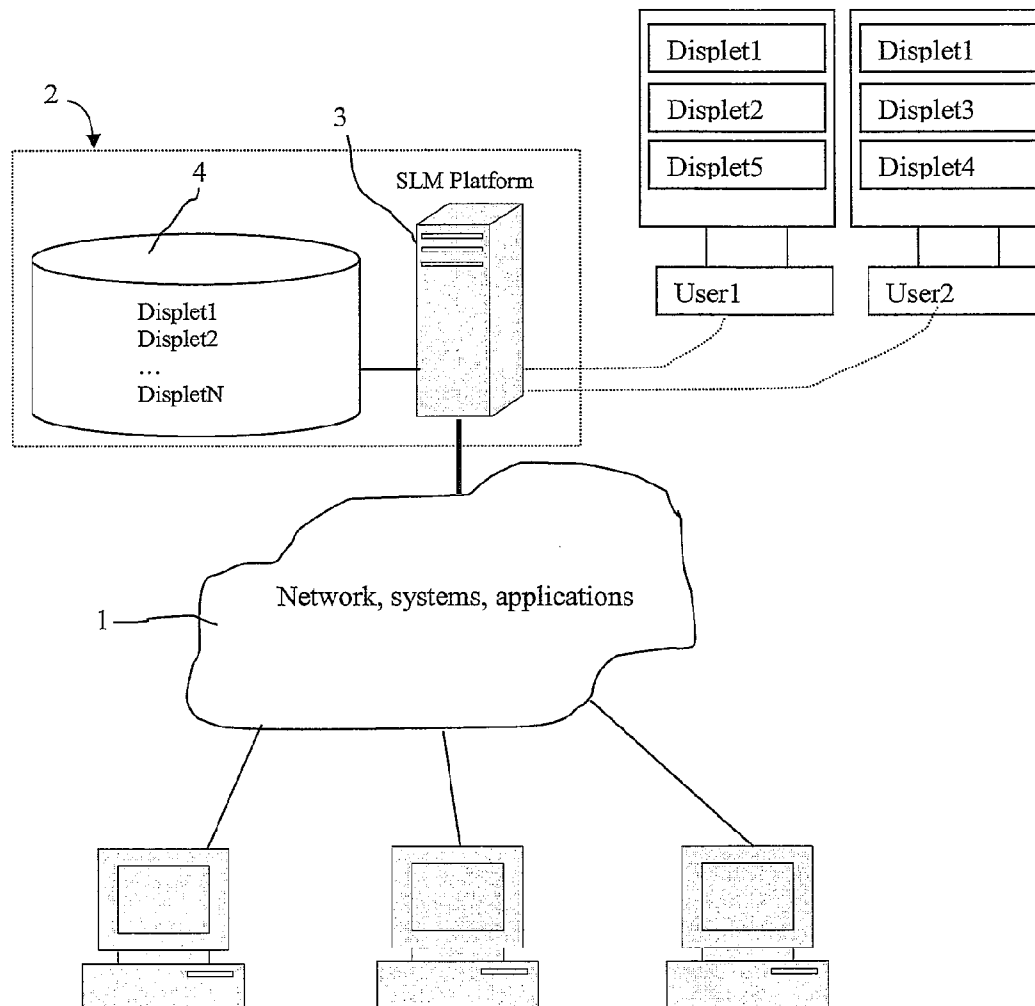 Displet1
Displet2
Displet5
User1
Displet1
Displet3
Displet4
User2
2
4
3
SLM Platform
Displet1
Displet2
...
DispletN
Network, systems, applications
1